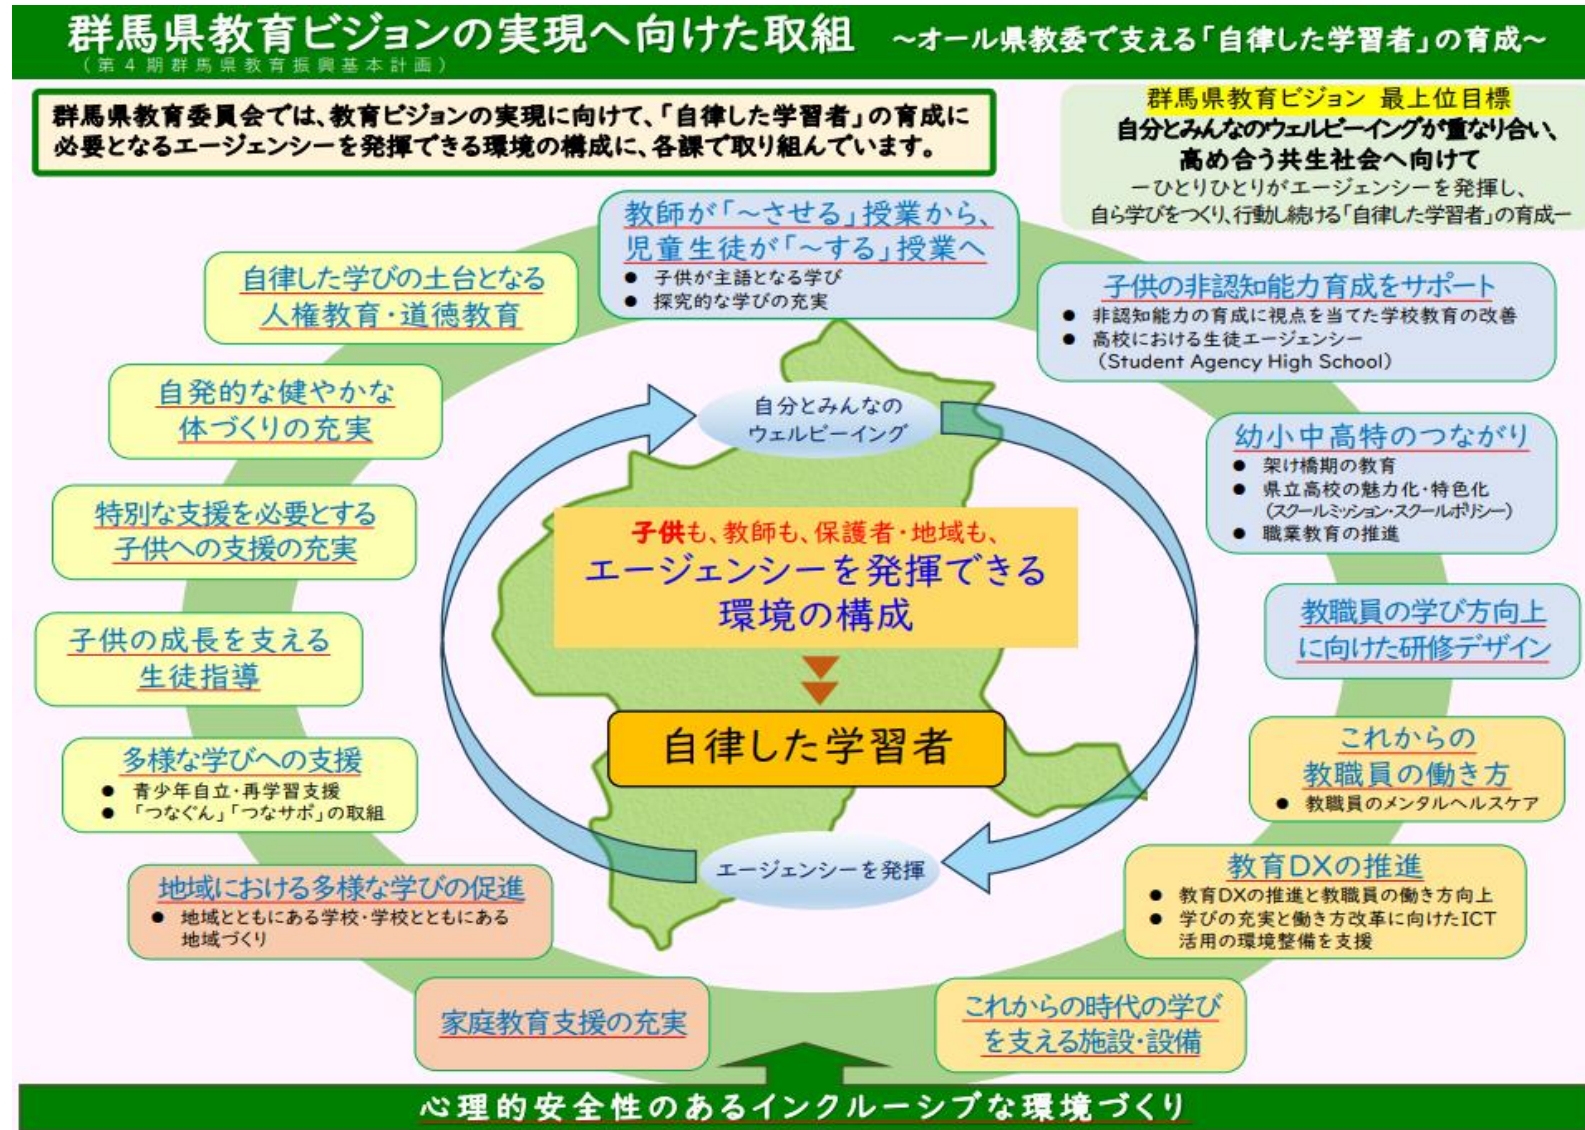 群馬県教育ビジョンの実現へ向けた取組 ~オール県教委で支える「自律した学習者」の育成~
(第4期群馬県教育振興基本計画)
群馬県教育委員会では、教育ビジョンの実現に向けて、「自律した学習者」の育成に
必要となるエージェンシーを発揮できる環境の構成に、各課で取り組んでいます。
群馬県教育ビジョン 最上位目標
自分とみんなのウェルビーイングが重なり合い、
高め合う共生社会へ向けて
ーひとりひとりがエージェンシーを発揮し、
自ら学びをつくり、行動し続ける「自律した学習者」の育成ー
教師が「~させる」授業から、
児童生徒が「~する」授業へ
● 子供が主語となる学び
● 探究的な学びの充実
子供の非認知能力育成をサポート
● 非認知能力の育成に視点を当てた学校教育の改善
● 高校における生徒エージェンシー
(Student Agency High School)
幼小中高特のつながり
● 架け橋期の教育
● 県立高校の魅力化・特色化
(スクールミッション・スクールポリシー)
● 職業教育の推進
教職員の学び方向上
に向けた研修デザイン
これからの
教職員の働き方
● 教職員のメンタルヘルスケア
教育DXの推進
● 教育DXの推進と教職員の働き方向上
● 学びの充実と働き方改革に向けたICT
活用の環境整備を支援
これからの時代の学び
を支える施設・設備
家庭教育支援の充実
地域における多様な学びの促進
● 地域とともにある学校・学校とともにある
地域づくり
多様な学びへの支援
● 青少年自立・再学習支援
● 「つなぐん」「つなサポ」の取組
子供の成長を支える
生徒指導
特別な支援を必要とする
子供への支援の充実
自発的な健やかな
体づくりの充実
自律した学びの土台となる
人権教育・道徳教育
自分とみんなの
ウェルビーイング
子供も、教師も、保護者・地域も、
エージェンシーを発揮できる
環境の構成
自律した学習者
エージェンシーを発揮
心理的安全性のあるインクルーシブな環境づくり